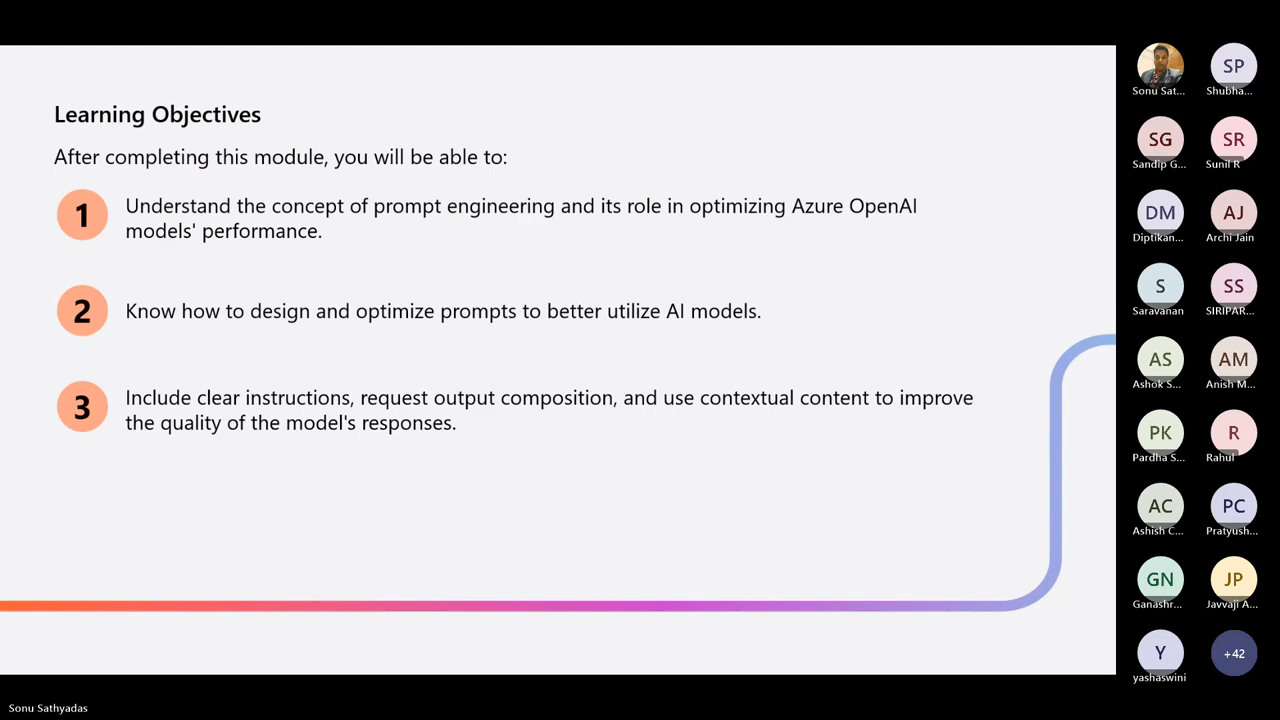 Learning Objectives
After completing this module, you will be able to:
1
Understand the concept of prompt engineering and its role in optimizing Azure OpenAI
models' performance.
2
Know how to design and optimize prompts to better utilize AI models.
3
Include clear instructions, request output composition, and use contextual content to improve
the quality of the model's responses.
Sonu Sat...
SP
Shubha...
SG
Sandip G...
SR
Sunil R
DM
Diptikan...
AJ
Archi Jain
S
Saravanan
SS
SIRIPAR...
AS
Ashok S...
AM
Anish M...
PK
Pardha S...
R
Rahul
AC
Ashish C...
PC
Pratyush...
GN
Ganashr...
JP
Javvaji A...
Y
yashaswini
+42
Sonu Sathyadas